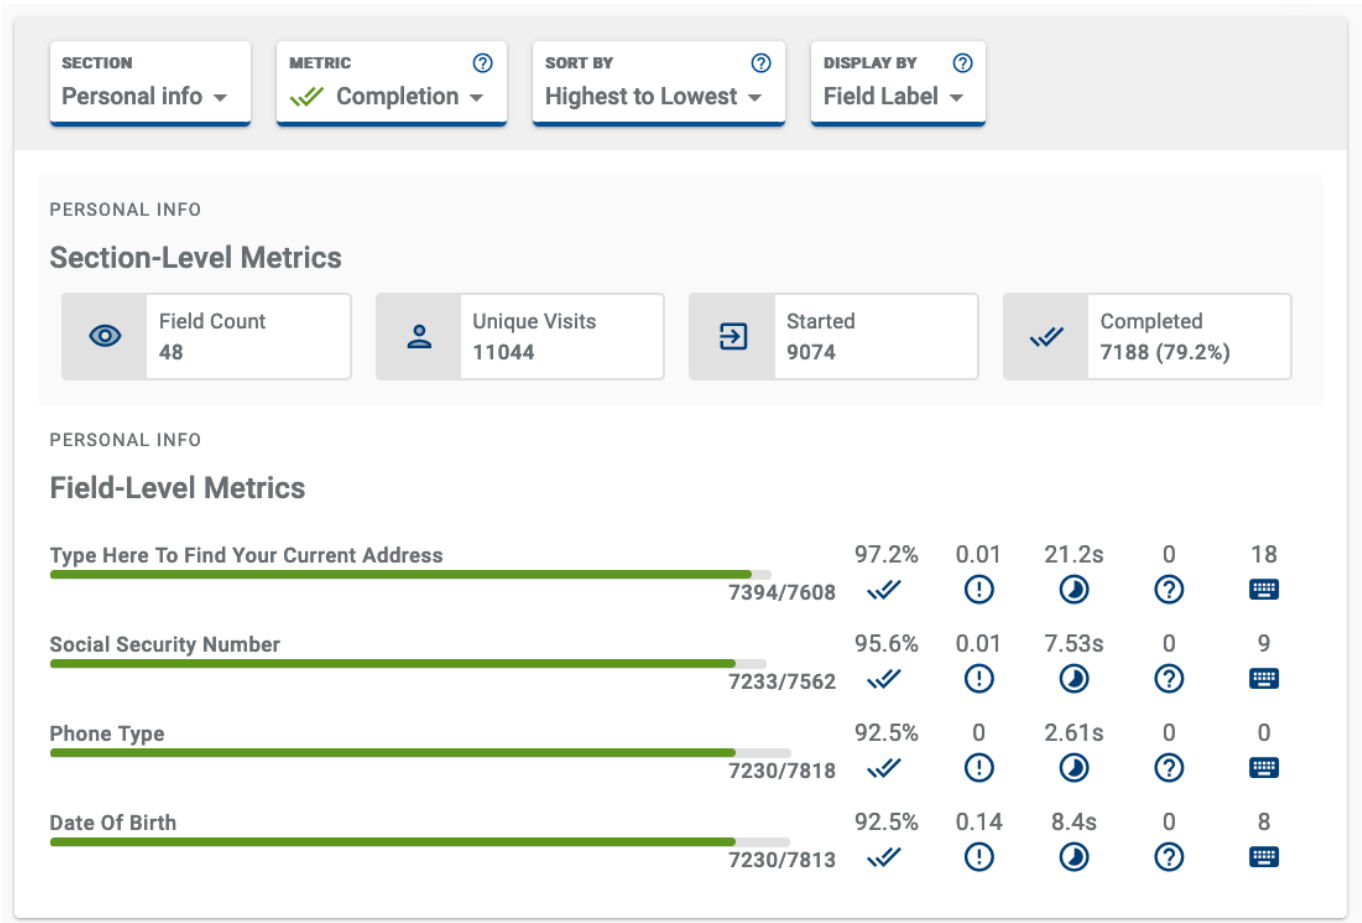 SECTION
Personal info
METRIC
Completion
SORT BY
Highest to Lowest
DISPLAY BY
Field Label
PERSONAL INFO
Section-Level Metrics
Field Count
48
Unique Visits
11044
Started
9074
Completed
7188 (79.2%)
PERSONAL INFO
Field-Level Metrics
Type Here To Find Your Current Address
7394/7608
97.2% 0.01 21.2s 0 18
Social Security Number
7233/7562
95.6% 0.01 7.53s 0 9
Phone Type
7230/7818
92.5% 0 2.61s 0 0
Date Of Birth
7230/7813
92.5% 0.14 8.4s 0 8